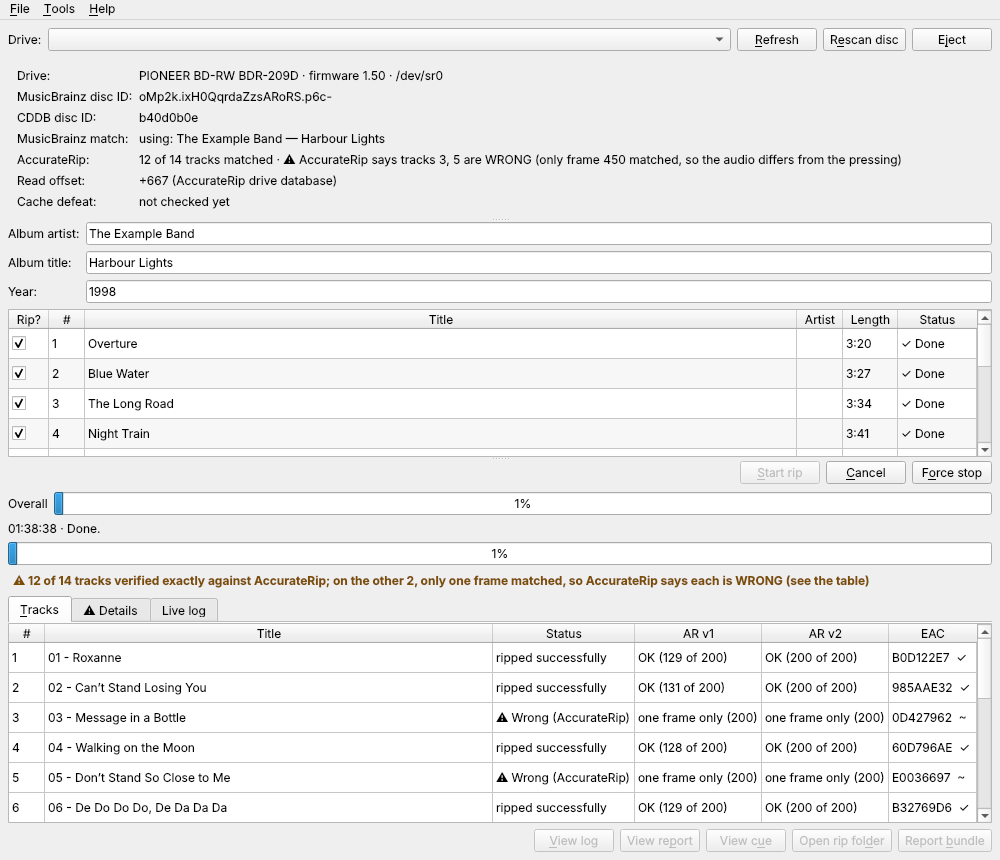 File Tools Help
Drive: Refresh Rescan disc Eject
Drive: PIONEER BD-RW BDR-209D · firmware 1.50 · /dev/sr0
MusicBrainz disc ID: oMp2k.ixH0QqrdaZzsARoRS.p6c-
CDDB disc ID: b40d0b0e
MusicBrainz match: using: The Example Band — Harbour Lights
AccurateRip: 12 of 14 tracks matched · ⚠ AccurateRip says tracks 3, 5 are WRONG (only frame 450 matched, so the audio differs from the pressing)
Read offset: +667 (AccurateRip drive database)
Cache defeat: not checked yet
Album artist: The Example Band
Album title: Harbour Lights
Year: 1998
Rip? # Title Artist Length Status
✓ 1 Overture 3:20 ✓ Done
✓ 2 Blue Water 3:27 ✓ Done
✓ 3 The Long Road 3:34 ✓ Done
✓ 4 Night Train 3:41 ✓ Done
Start rip Cancel Force stop
Overall 1%
01:38:38 · Done.
1%
⚠ 12 of 14 tracks verified exactly against AccurateRip; on the other 2, only one frame matched, so AccurateRip says each is WRONG (see the table)
Tracks ⚠ Details Live log
# Title Status AR v1 AR v2 EAC
1 01 - Roxanne ripped successfully OK (129 of 200) OK (200 of 200) B0D122E7 ✓
2 02 - Can't Stand Losing You ripped successfully OK (131 of 200) OK (200 of 200) 985AAE32 ✓
3 03 - Message in a Bottle ⚠ Wrong (AccurateRip) one frame only (200) one frame only (200) 0D427962 ~
4 04 - Walking on the Moon ripped successfully OK (128 of 200) OK (200 of 200) 60D796AE ✓
5 05 - Don't Stand So Close to Me ⚠ Wrong (AccurateRip) one frame only (200) one frame only (200) E0036697 ~
6 06 - De Do Do Do, De Da Da Da ripped successfully OK (129 of 200) OK (200 of 200) B32769D6 ✓
View log View report View cue Open rip folder Report bundle